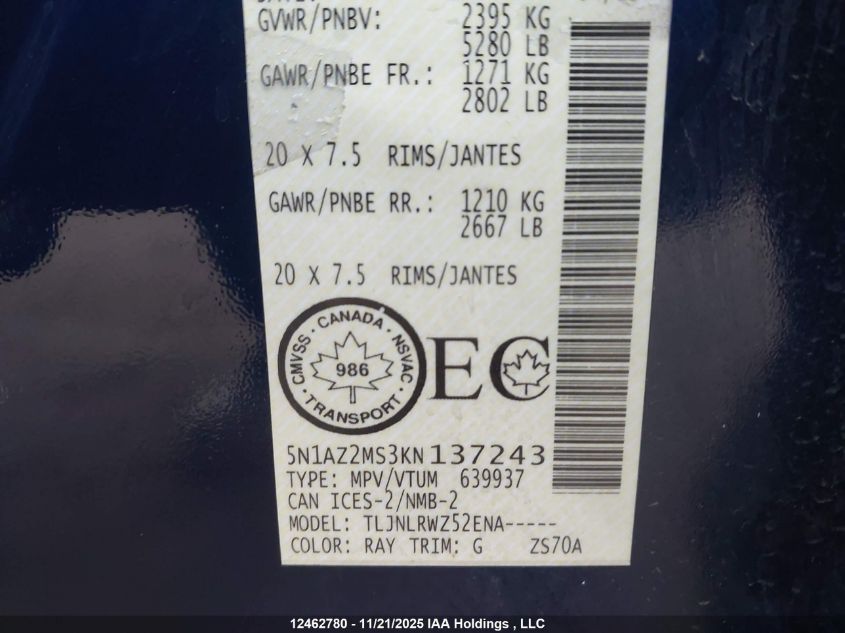 GVWR/PNBV: 2395 KG
5280 LB
GAWR/PNBE FR.: 1271 KG
2802 LB
20 X 7.5 RIMS/JANTES
GAWR/PNBE RR.: 1210 KG
2667 LB
20 X 7.5 RIMS/JANTES
CMVSS · CANADA · NSVAC · TRANSPORT ·
986
EC
5N1AZ2MS3KN137243
TYPE: MPV/VTUM 639937
CAN ICES-2/NMB-2
MODEL: TLJNLRWZ52ENA-----
COLOR: RAY TRIM: G ZS70A
12462780 - 11/21/2025 IAA Holdings , LLC